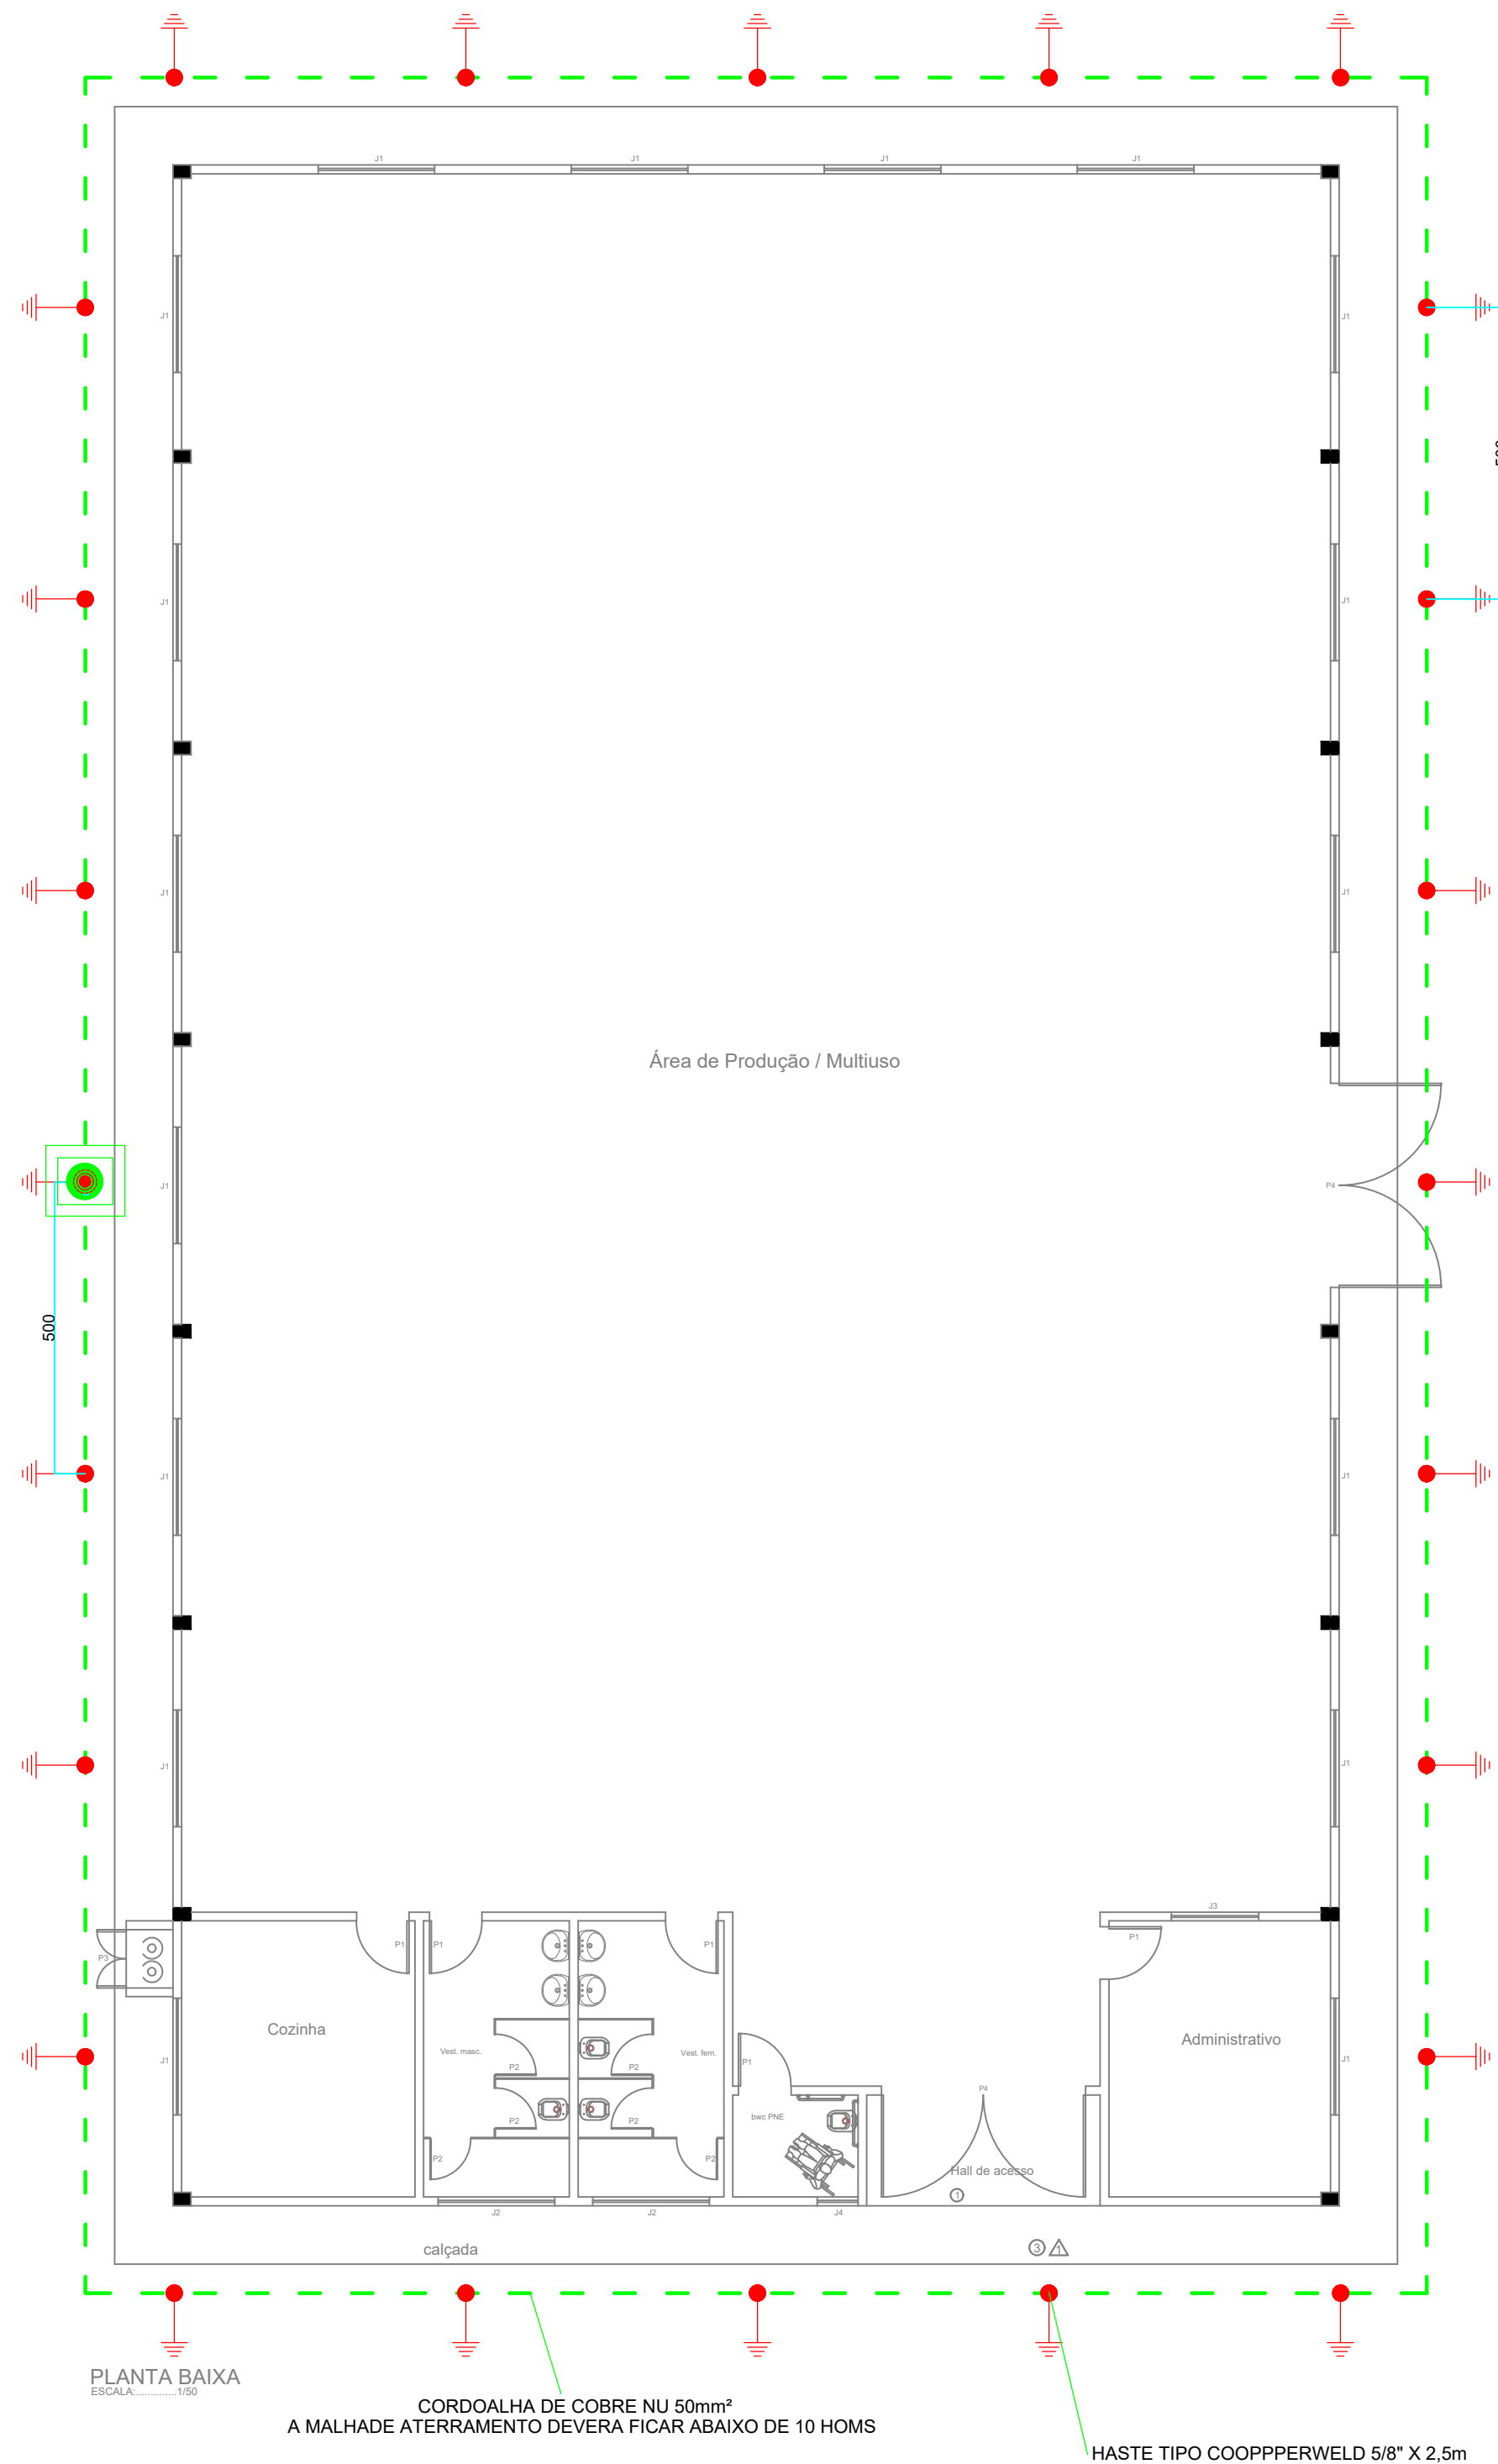 J1
J1
J1
J1
J1
J1
J1
J1
J1
J1
Área de Produção / Multiuso
J1
P4
500
J1
J1
J1
J1
J3
P1
P1
P1
P1
P3
Cozinha
Vest. masc.
Vest. fem.
Administrativo
J1
J1
P2
P2
P1
P4
P2
P2
bwc PNE
P2
P2
Hall de acesso
1
J2
J2
J4
calçada
3
1
PLANTA BAIXA
ESCALA:..............1/50
CORDOALHA DE COBRE NU 50mm²
A MALHADE ATERRAMENTO DEVERA FICAR ABAIXO DE 10 HOMS
HASTE TIPO COOPPPERWELD 5/8" X 2,5m